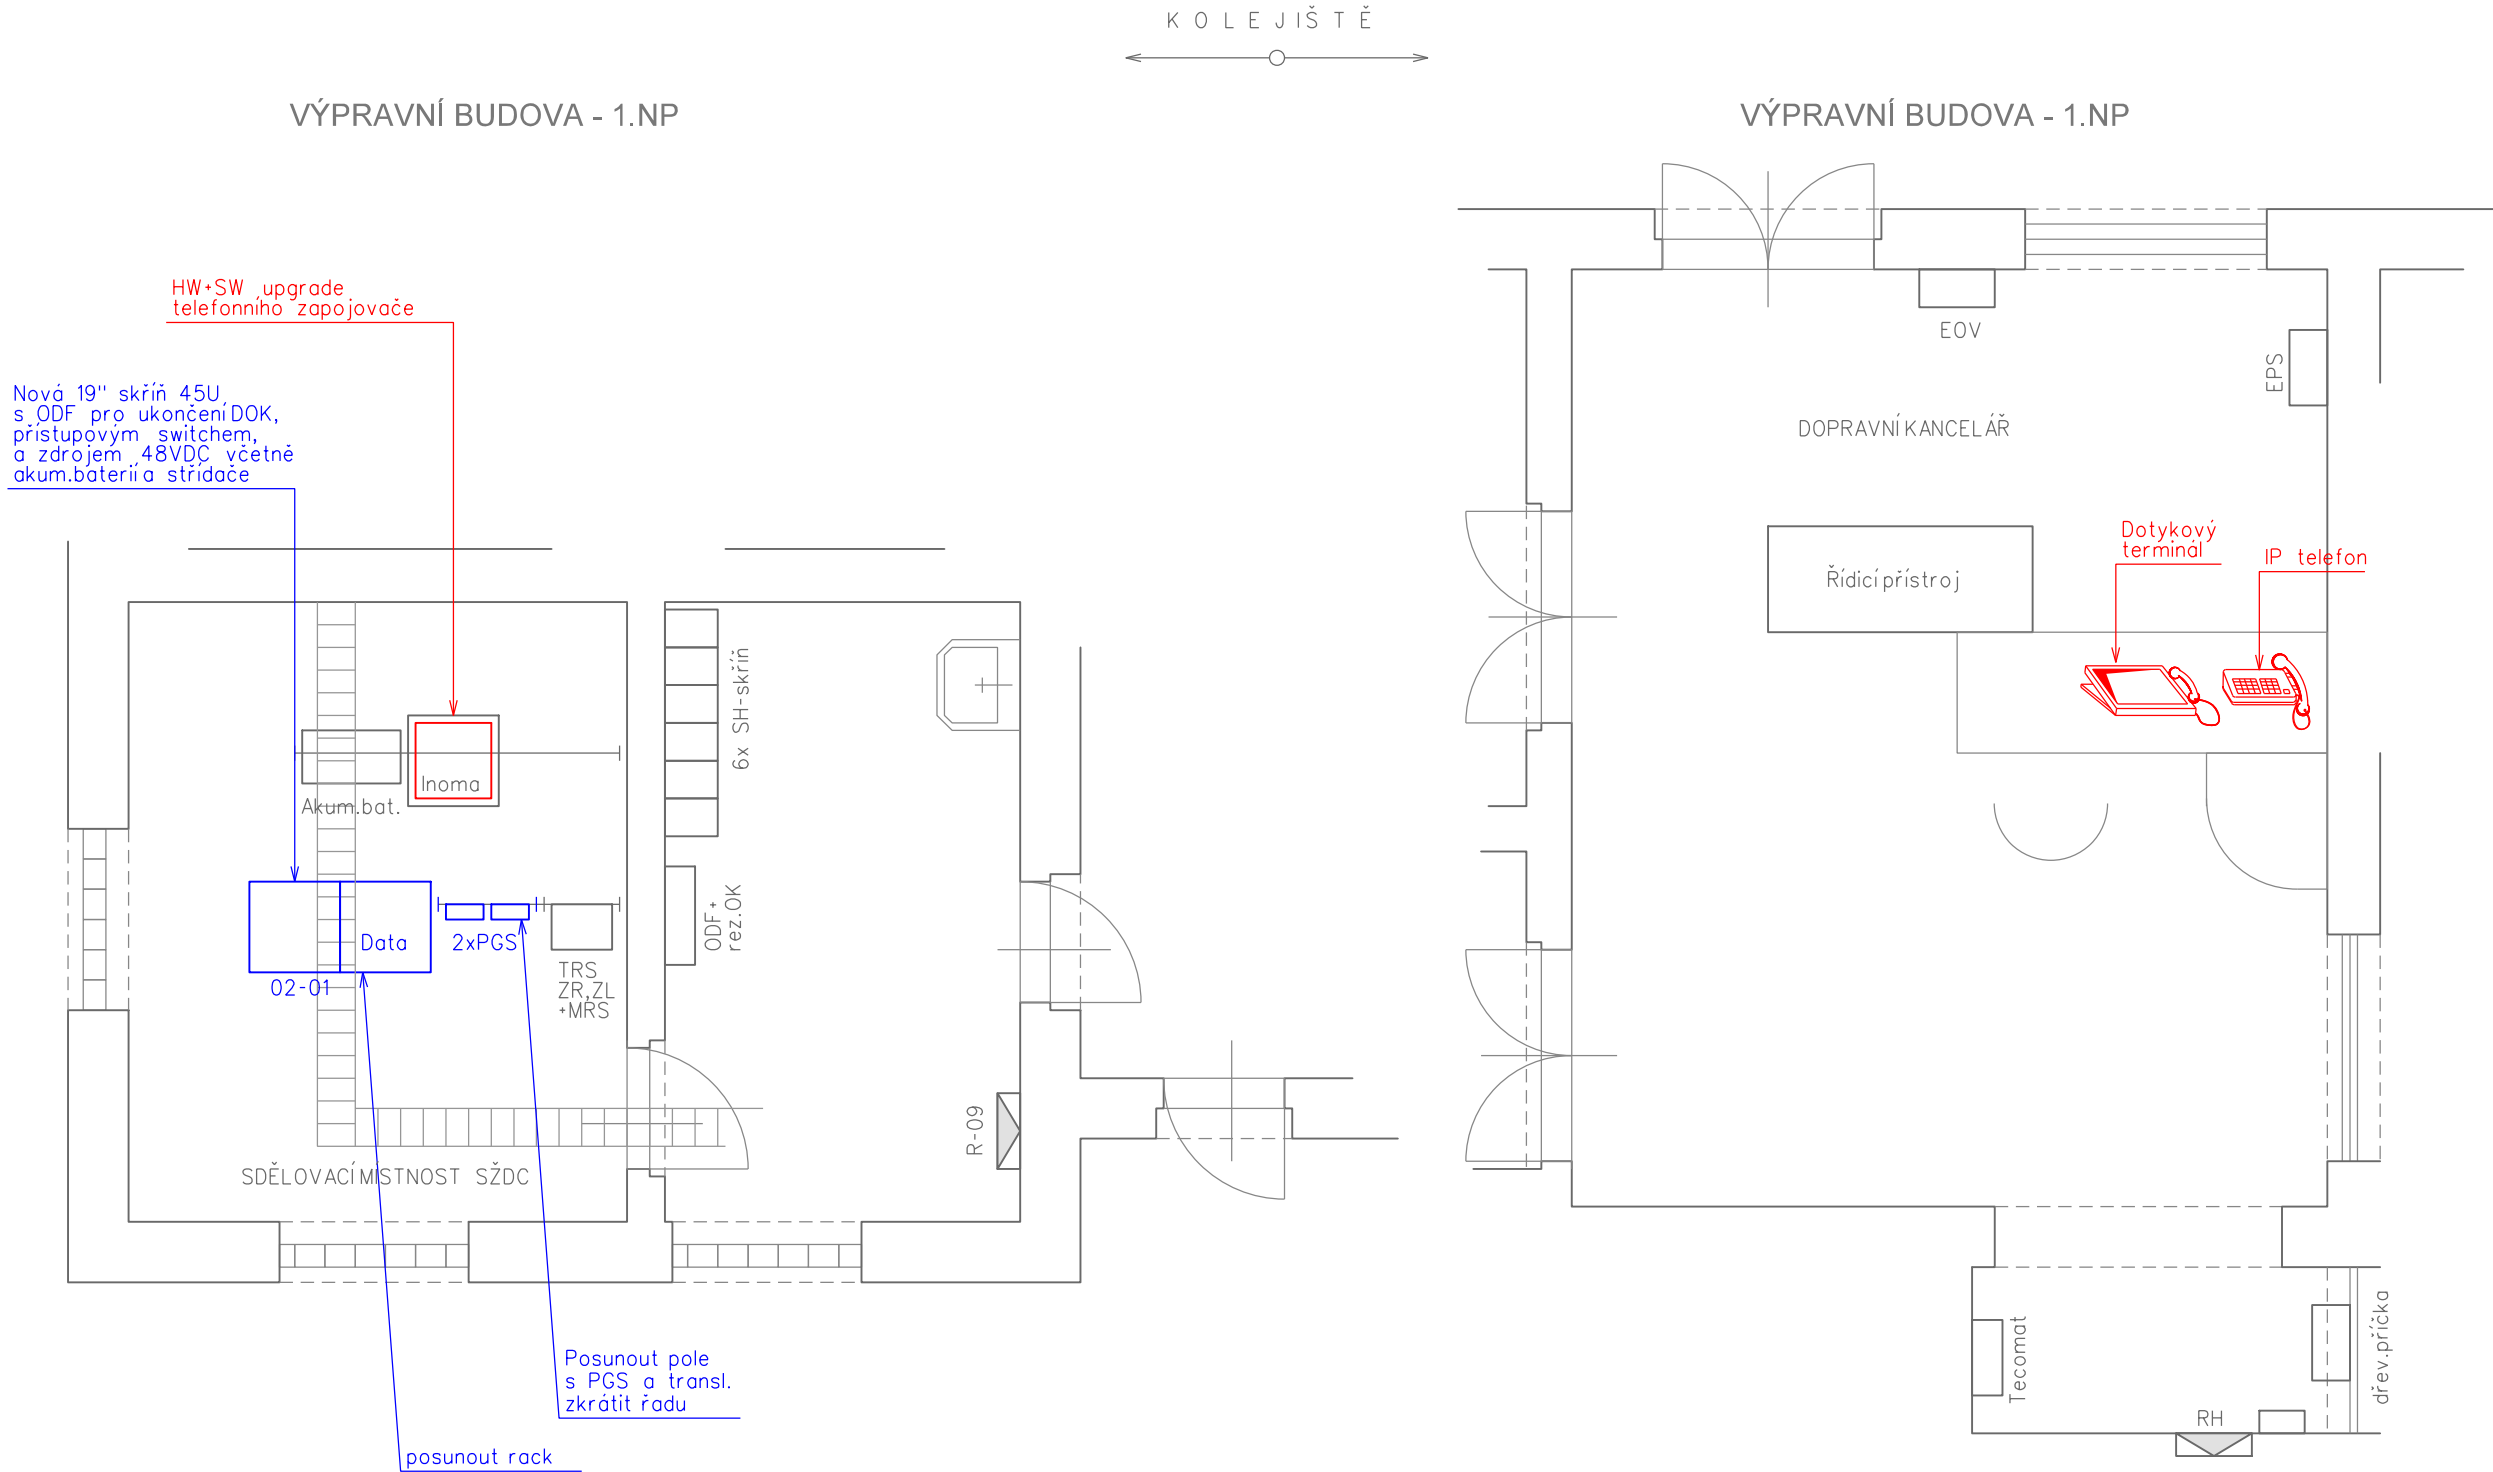 KOLEJIŠTĚ
VÝPRAVNÍ BUDOVA - 1.NP
VÝPRAVNÍ BUDOVA - 1.NP
HW+SW upgrade
telefonního zapojovače
Nová 19" skříň 45U
s ODF pro ukončení DOK,
přístupovým switchem,
a zdrojem 48VDC včetně
akum.baterií a střídače
Inoma
Akum.bat.
6x SH-skříň
Data
02-01
2xPGS
TRS
ZR,ZL
+MRS
ODF+
rez.OK
R-09
SDĚLOVACÍ MÍSTNOST SŽDC
Posunout pole
s PGS a transl.
zkrátit řadu
posunout rack
EOV
EPS
DOPRAVNÍ KANCELÁŘ
Řídicí přístroj
Dotykový
terminál
IP telefon
Tecomat
dřev.příčka
RH